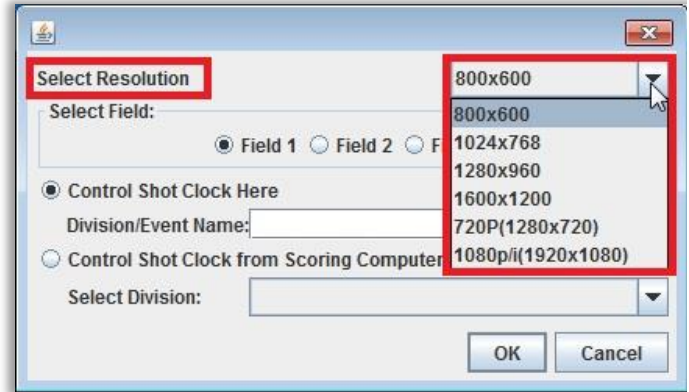 Select Resolution
800x600
Select Field:
800x600
Field 1 Field 2
1024x768
1280x960
Control Shot Clock Here
1600x1200
Division/Event Name:
720P(1280x720)
Control Shot Clock from Scoring Computer
1080p/i(1920x1080)
Select Division:
OK Cancel